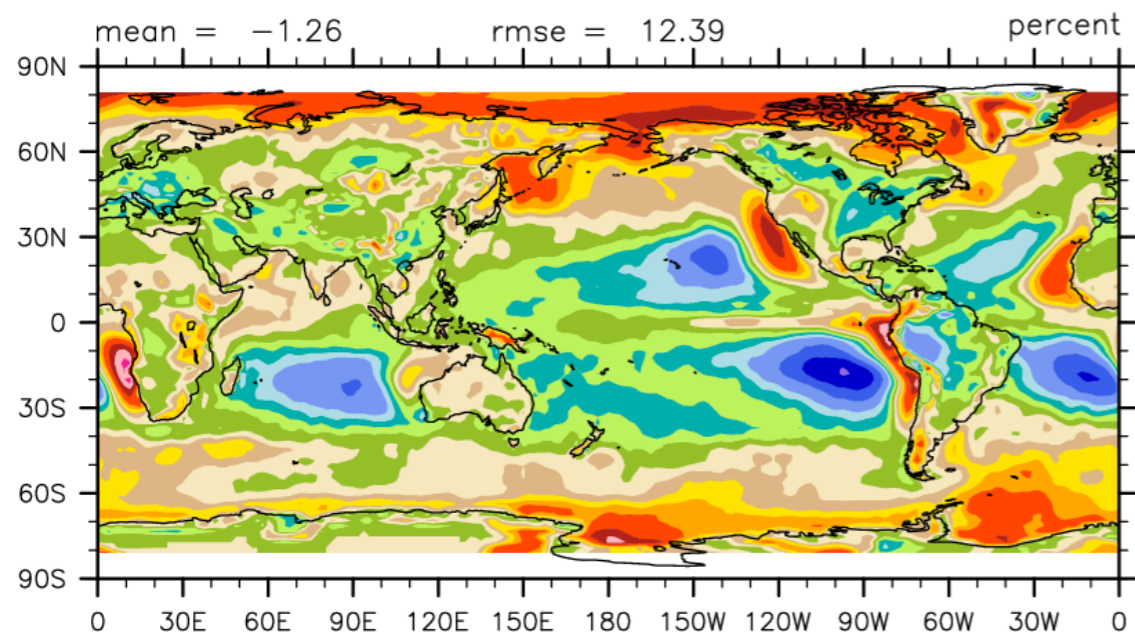 mean = −1.26 rmse = 12.39 percent
90N
60N
30N
0
30S
60S
90S
0 30E 60E 90E 120E 150E 180 150W 120W 90W 60W 30W 0